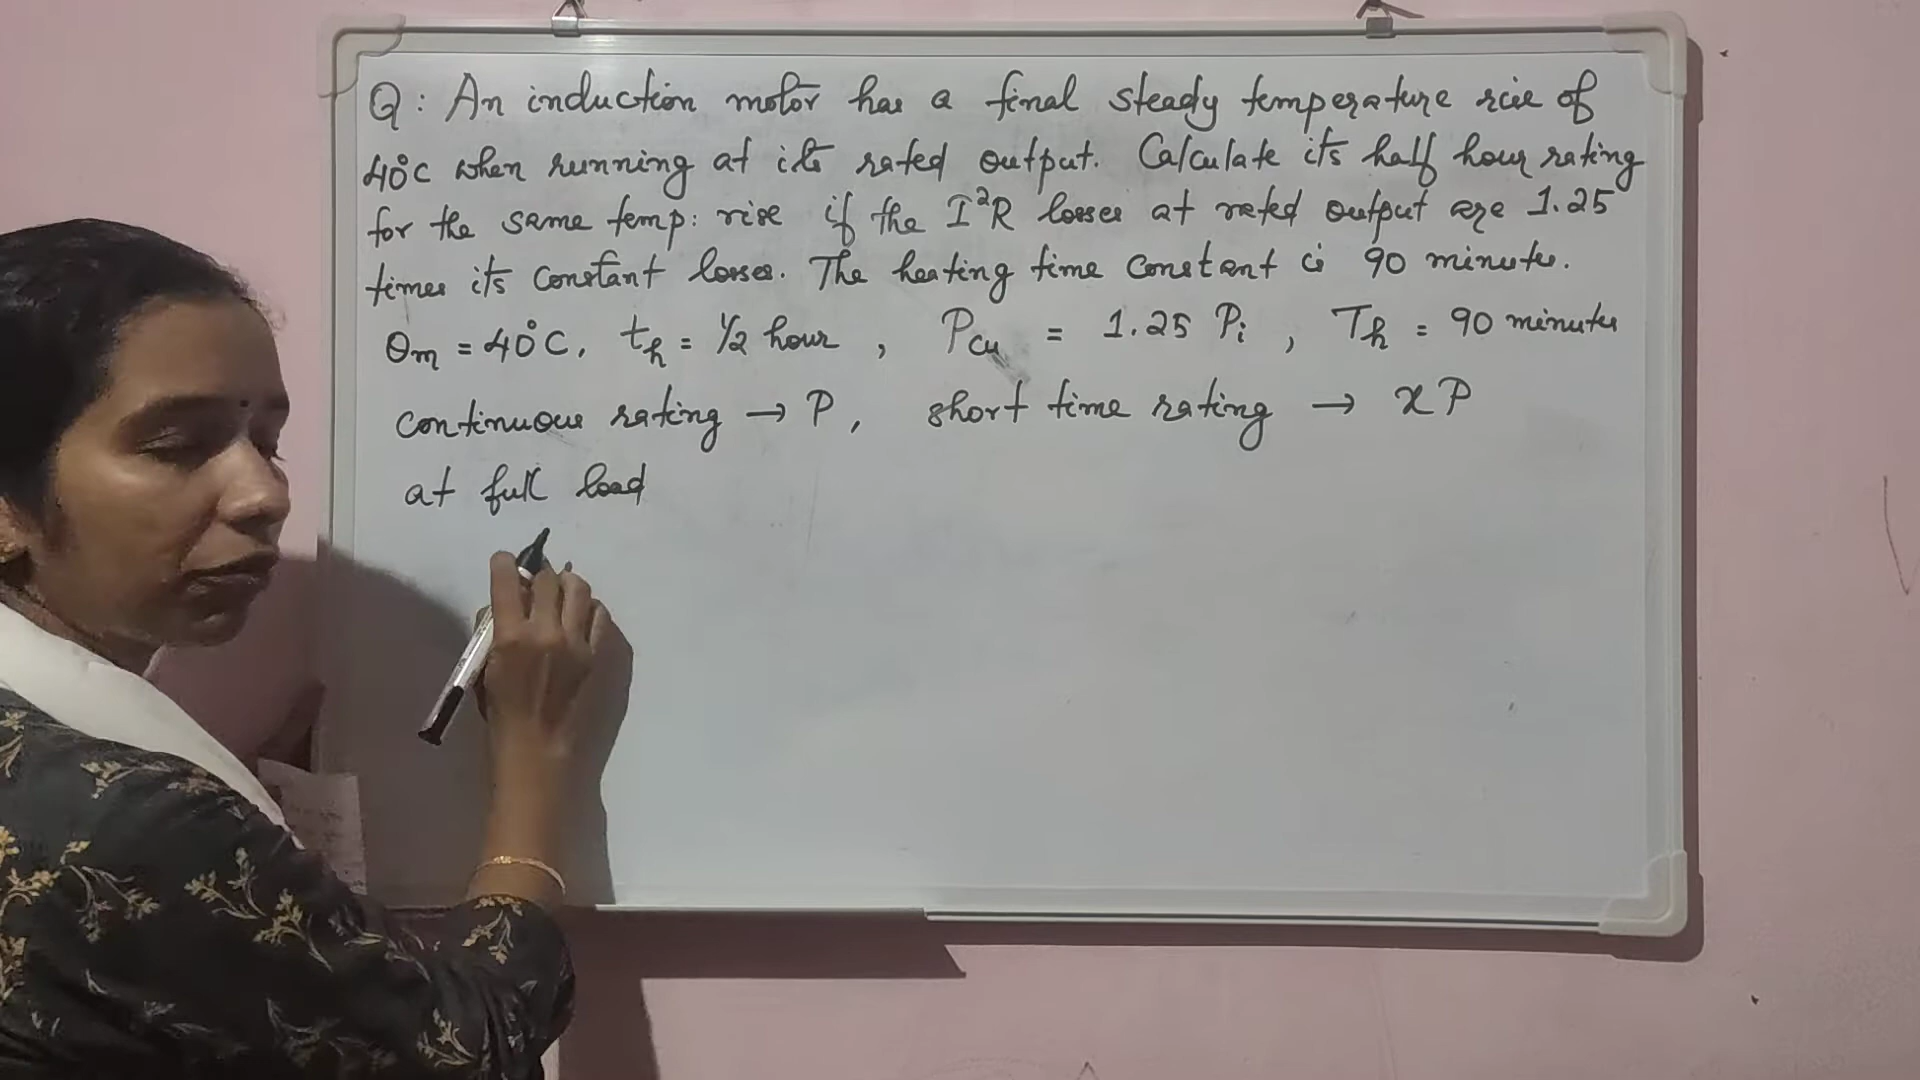 Q: An induction motor has a final steady temperature rise of
40°C when running at its rated output. Calculate its half hour rating
for the same temp: rise if the I²R losses at rated output are 1.25
times its constant losses. The heating time constant is 90 minutes.
θm = 40°C, th = 1/2 hour, Pcu = 1.25 Pi, Th = 90 minutes
continuous rating → P, short time rating → xP
at full load